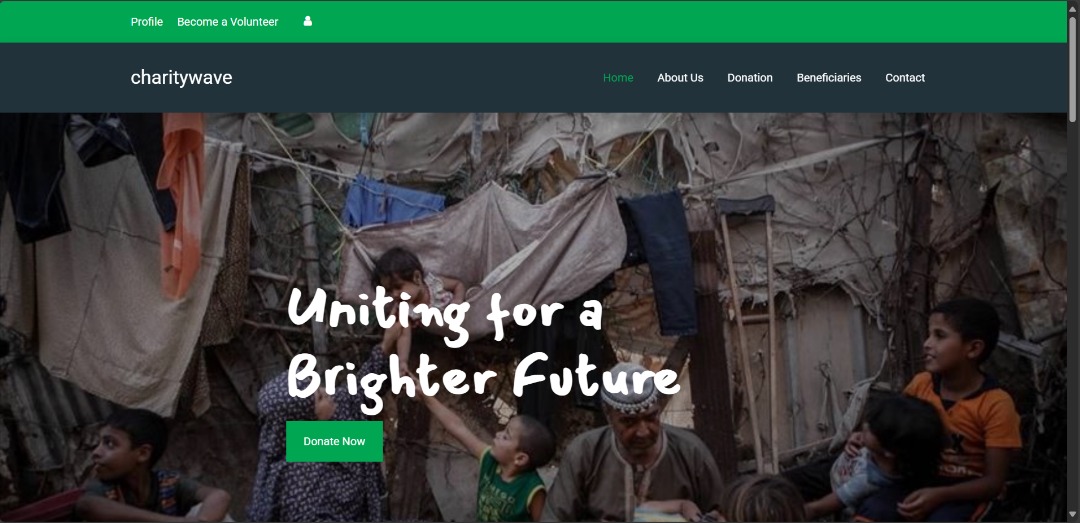 Profile Become a Volunteer
charitywave
Home About Us Donation Beneficiaries Contact
Uniting for a
Brighter Future
Donate Now